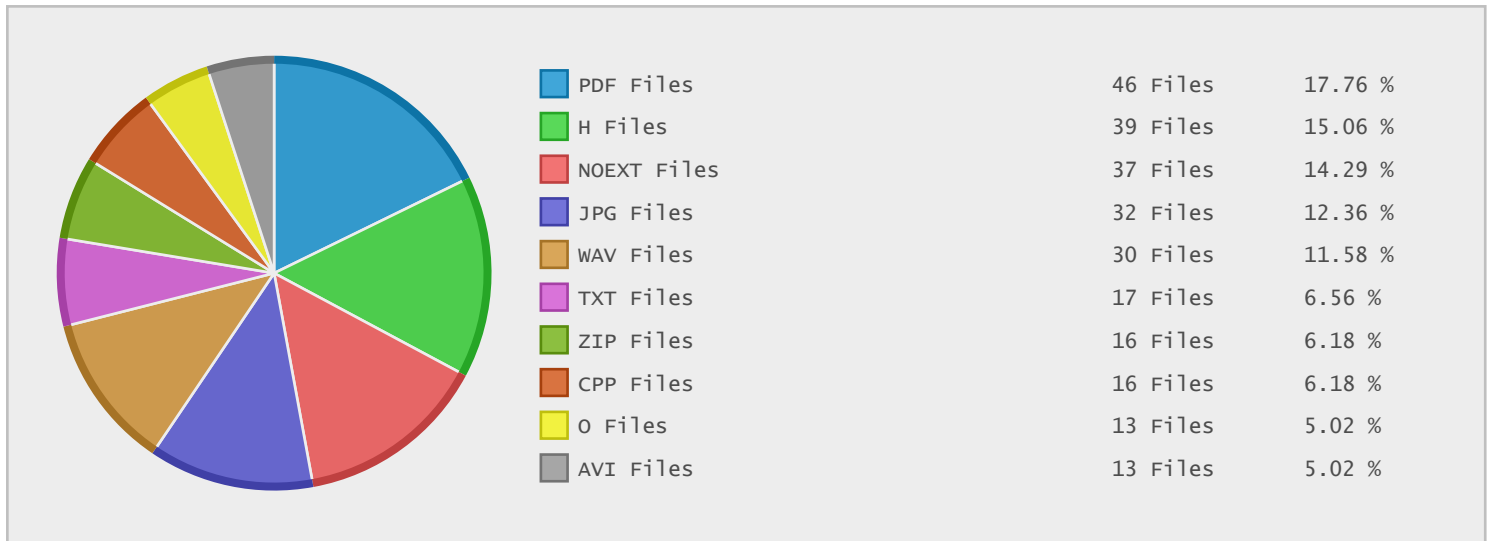 PDF Files 46 Files 17.76 %
H Files 39 Files 15.06 %
NOEXT Files 37 Files 14.29 %
JPG Files 32 Files 12.36 %
WAV Files 30 Files 11.58 %
TXT Files 17 Files 6.56 %
ZIP Files 16 Files 6.18 %
CPP Files 16 Files 6.18 %
O Files 13 Files 5.02 %
AVI Files 13 Files 5.02 %